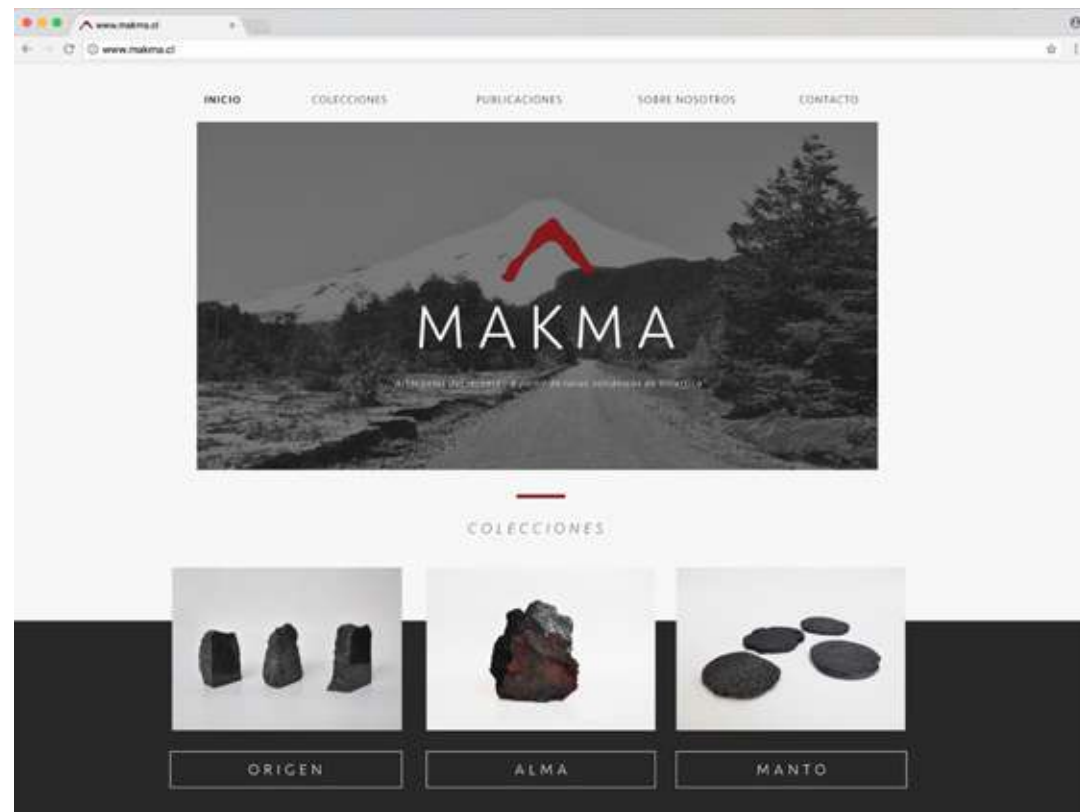 www.makma.cl
www.makma.cl
INICIO COLECCIONES PUBLICACIONES SOBRE NOSOTROS CONTACTO
MAKMA
COLECCIONES
ORIGEN ALMA MANTO